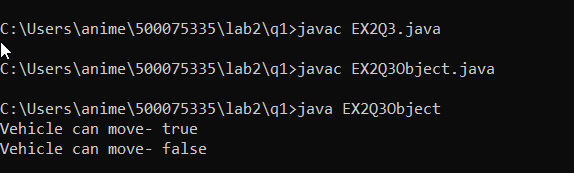 C:\Users\anime\500075335\lab2\q1>javac EX2Q3.java
C:\Users\anime\500075335\lab2\q1>javac EX2Q3Object.java
C:\Users\anime\500075335\lab2\q1>java EX2Q3Object
Vehicle can move- true
Vehicle can move- false